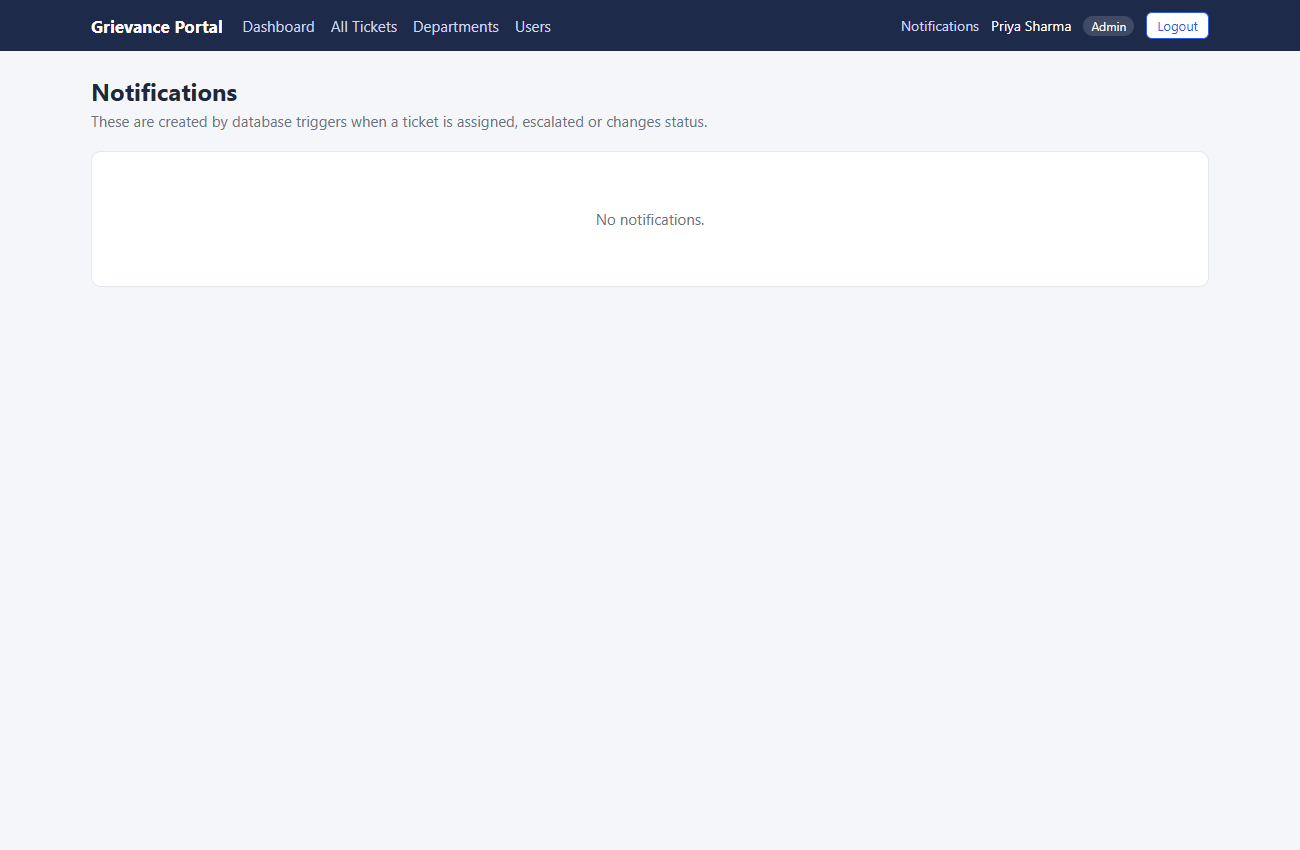 Grievance Portal Dashboard All Tickets Departments Users Notifications Priya Sharma Admin Logout
Notifications
These are created by database triggers when a ticket is assigned, escalated or changes status.
No notifications.